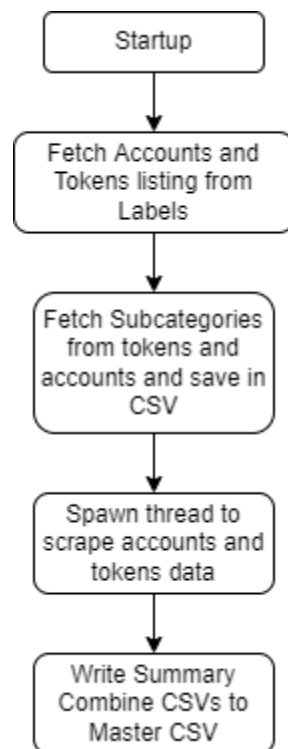 Startup
Fetch Accounts and
Tokens listing from
Labels
Fetch Subcategories
from tokens and
accounts and save in
CSV
Spawn thread to
scrape accounts and
tokens data
Write Summary
Combine CSVs to
Master CSV